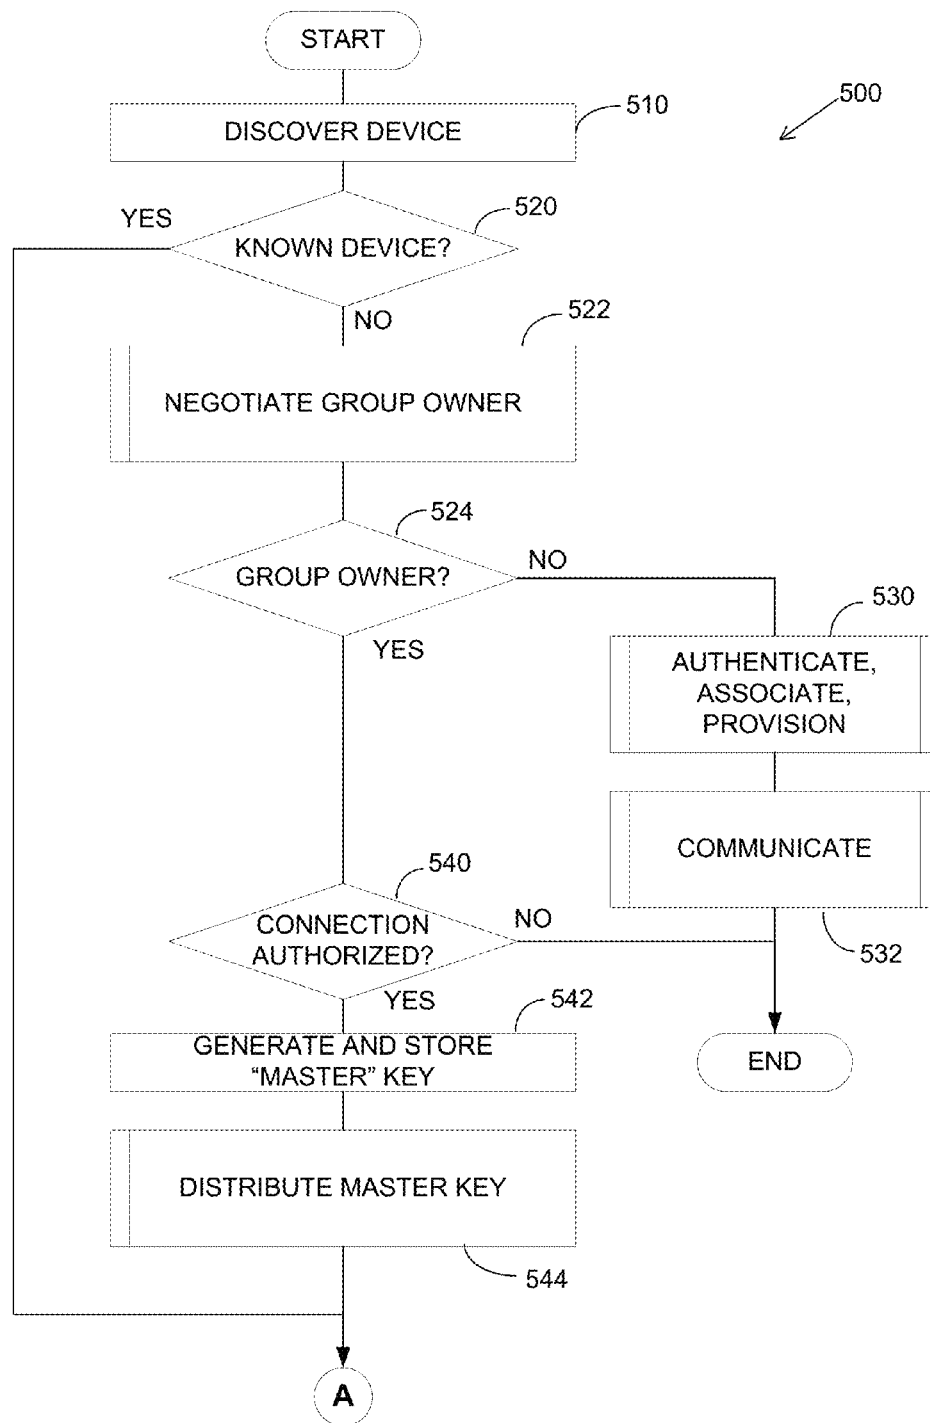 START
510
500
DISCOVER DEVICE
YES
520
KNOWN DEVICE?
NO
522
NEGOTIATE GROUP OWNER
524
GROUP OWNER?
NO
YES
530
AUTHENTICATE,
ASSOCIATE,
PROVISION
COMMUNICATE
532
540
CONNECTION
AUTHORIZED?
NO
YES
542
GENERATE AND STORE
“MASTER” KEY
END
DISTRIBUTE MASTER KEY
544
A